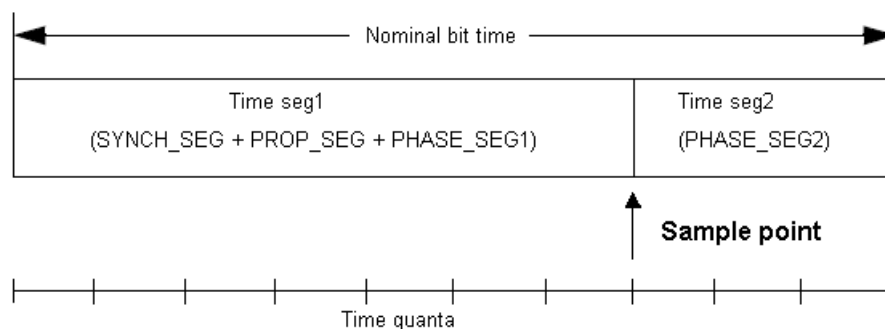 Nominal bit time
Time seg1
(SYNCH_SEG + PROP_SEG + PHASE_SEG1)
Time seg2
(PHASE_SEG2)
Sample point
Time quanta